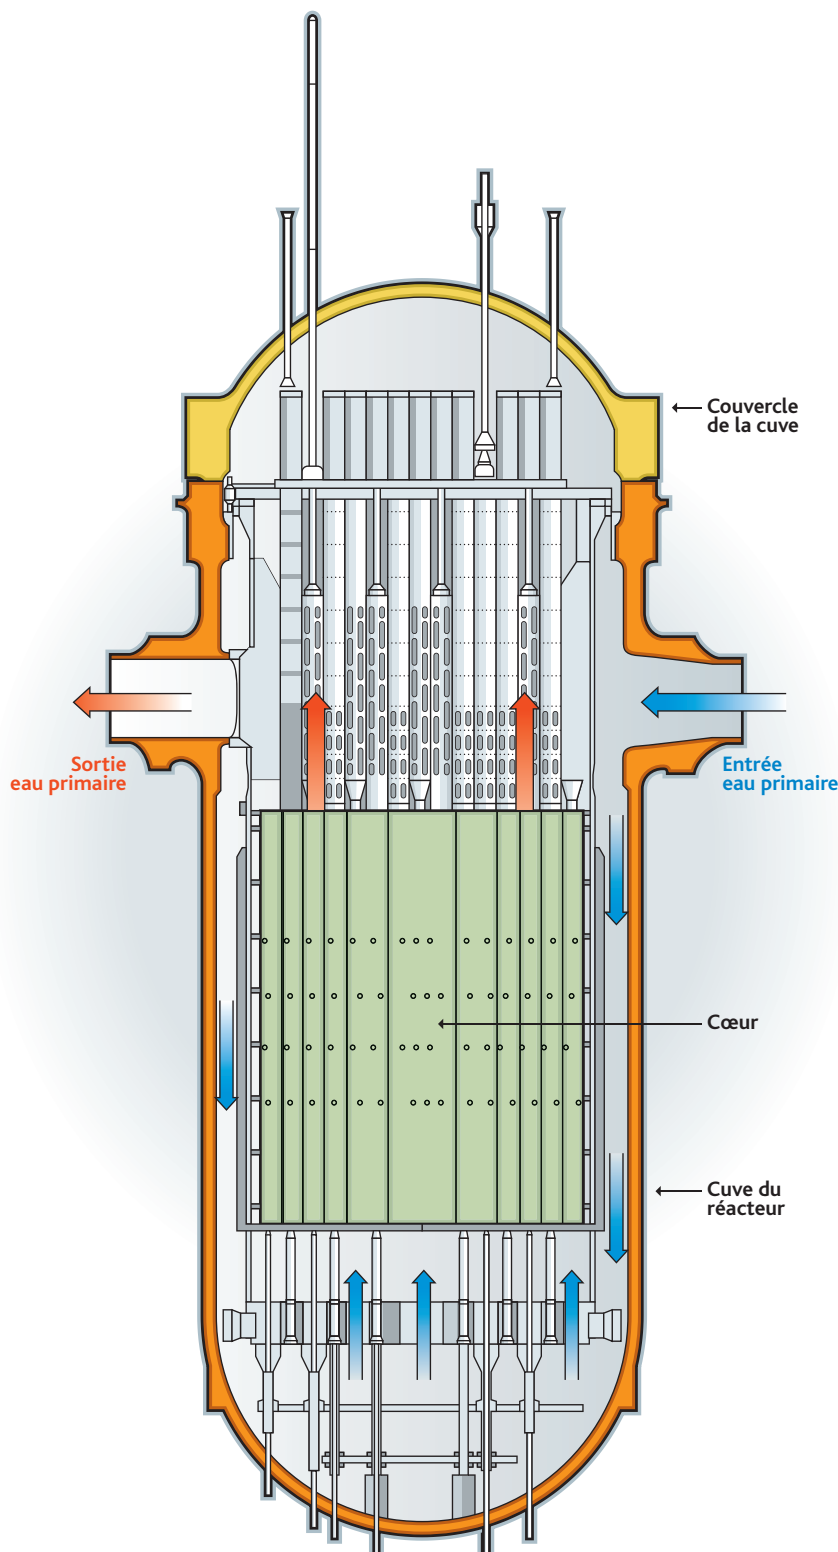 Couvercle
de la cuve
Sortie
eau primaire
Entrée
eau primaire
Cœur
Cuve du
réacteur